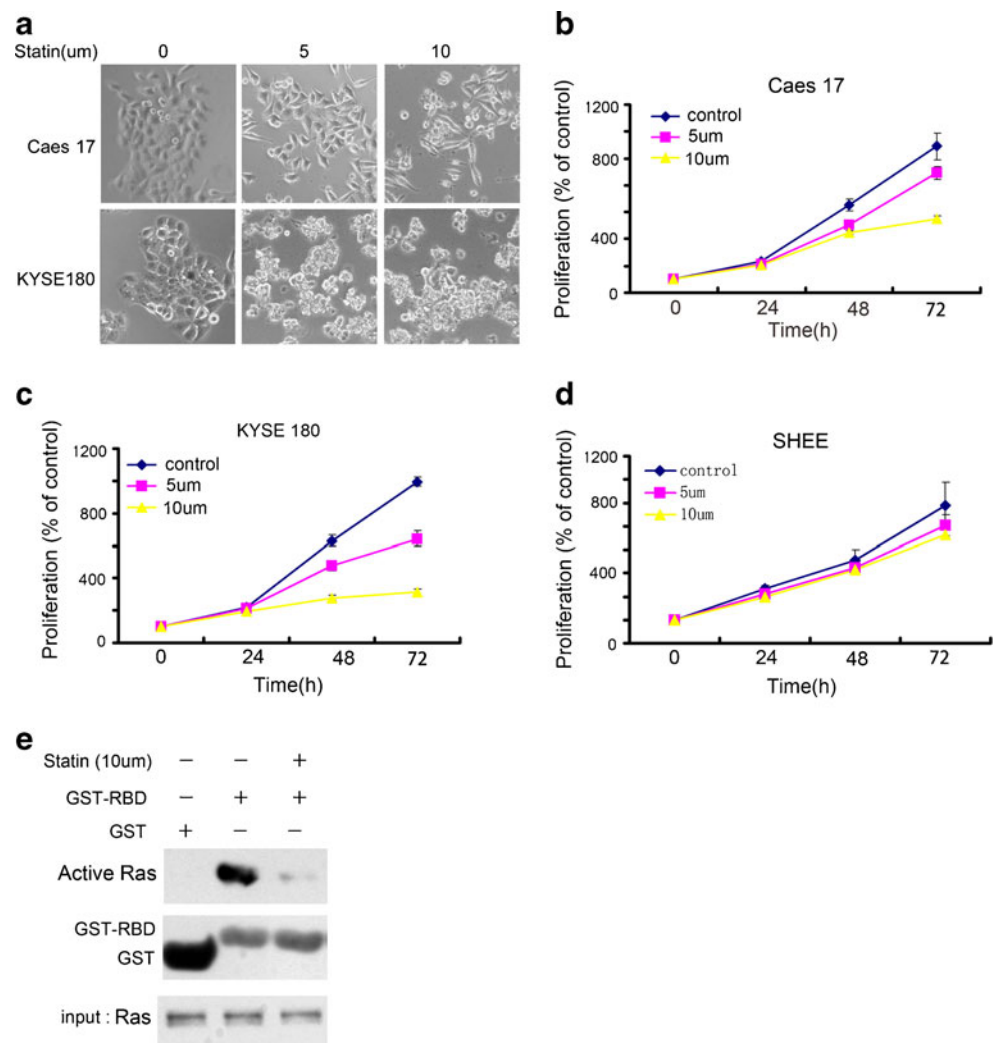 a
Statin(um) 0 5 10
Caes 17
KYSE180
b
Caes 17
control
5um
10um
Proliferation (% of control)
1200
800
400
0
0 24 48 72
Time(h)
c
KYSE 180
control
5um
10um
Proliferation (% of control)
1200
800
400
0
0 24 48 72
Time(h)
d
SHEE
control
5um
10um
Proliferation (% of control)
1200
800
400
0
0 24 48 72
Time(h)
e
Statin (10um) − − +
GST-RBD − + +
GST + − −
Active Ras
GST-RBD
GST
input : Ras